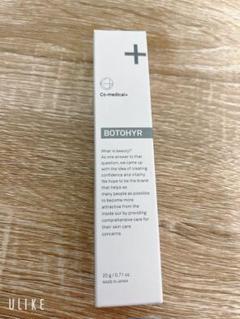 Co-medical+
BOTOHYR
What is beauty?
As one answer to that
question, we came up
with the idea of creating
confidence and vitality.
We hope to be the brand
that helps as
many people as possible
to become more
attractive from the
inside out by providing
comprehensive care for
their skin care
concerns.
20 g / 0.71 oz
MADE IN JAPAN
ULIKE